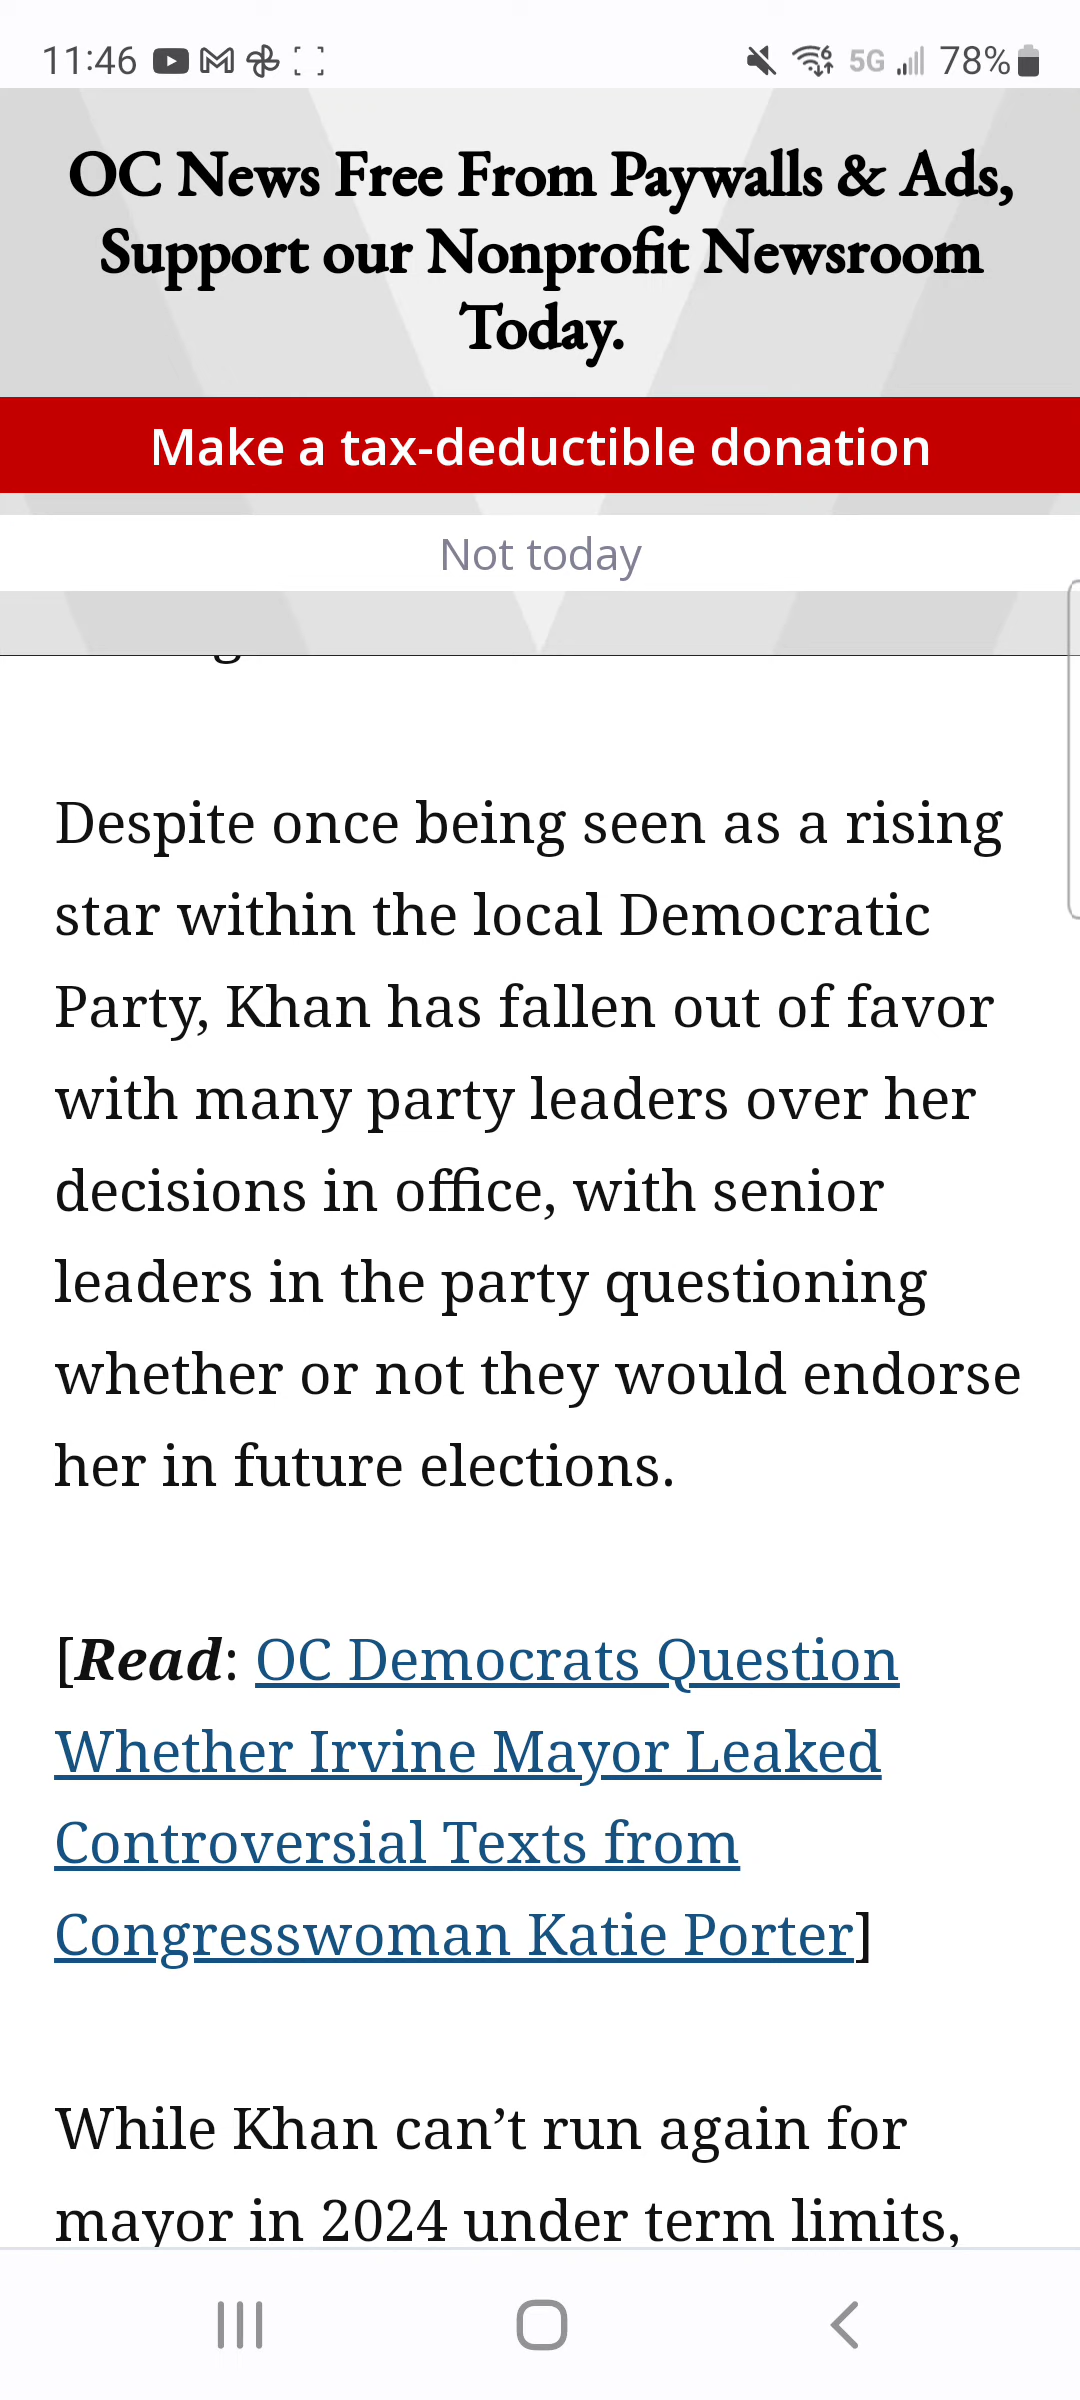 11:46
5G
78%
OC News Free From Paywalls & Ads,
Support our Nonprofit Newsroom
Today.
Make a tax-deductible donation
Not today
Despite once being seen as a rising
star within the local Democratic
Party, Khan has fallen out of favor
with many party leaders over her
decisions in office, with senior
leaders in the party questioning
whether or not they would endorse
her in future elections.
[Read: OC Democrats Question
Whether Irvine Mayor Leaked
Controversial Texts from
Congresswoman Katie Porter]
While Khan can’t run again for
mayor in 2024 under term limits,